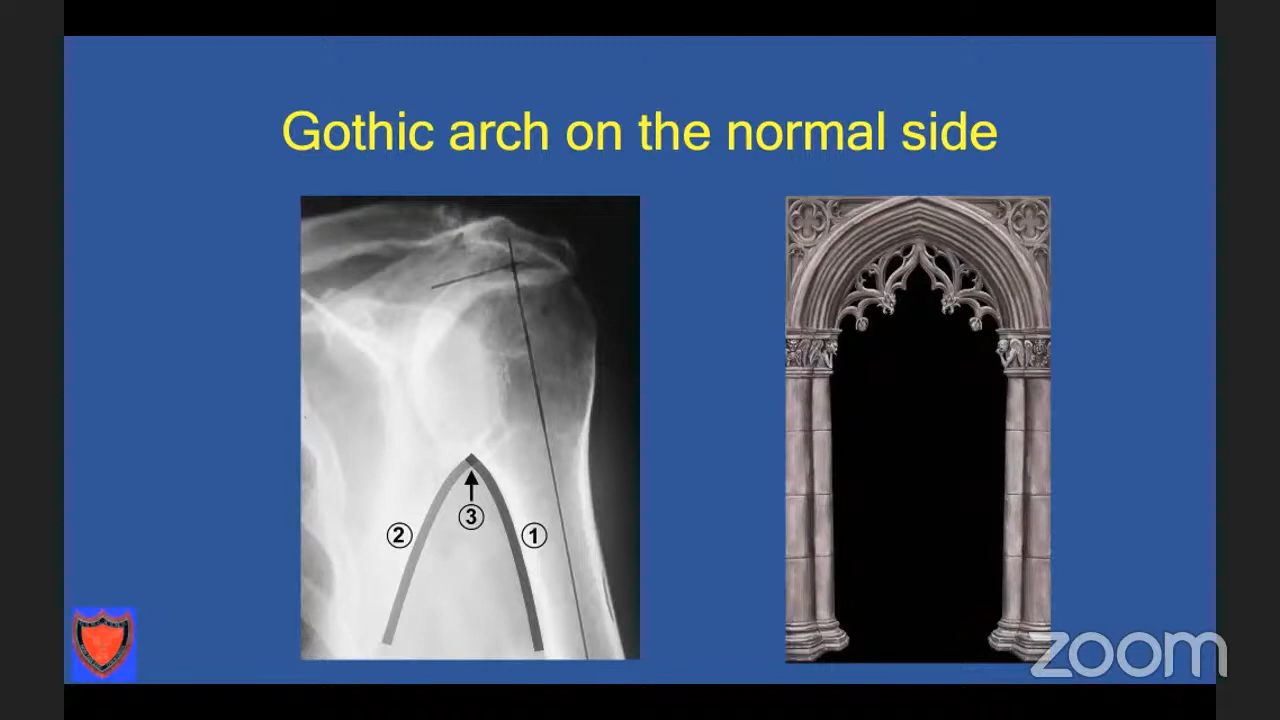 Gothic arch on the normal side
②
③
①
zoom